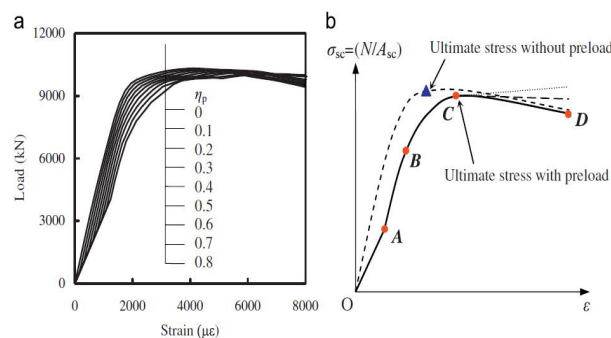 a
12000
9000
6000
3000
0
Load (kN)
0
2000
4000
6000
8000
Strain (με)
ηp
0
0.1
0.2
0.3
0.4
0.5
0.6
0.7
0.8
b
σsc=(N/Asc)
Ultimate stress without preload
C
D
B
Ultimate stress with preload
A
O
ε